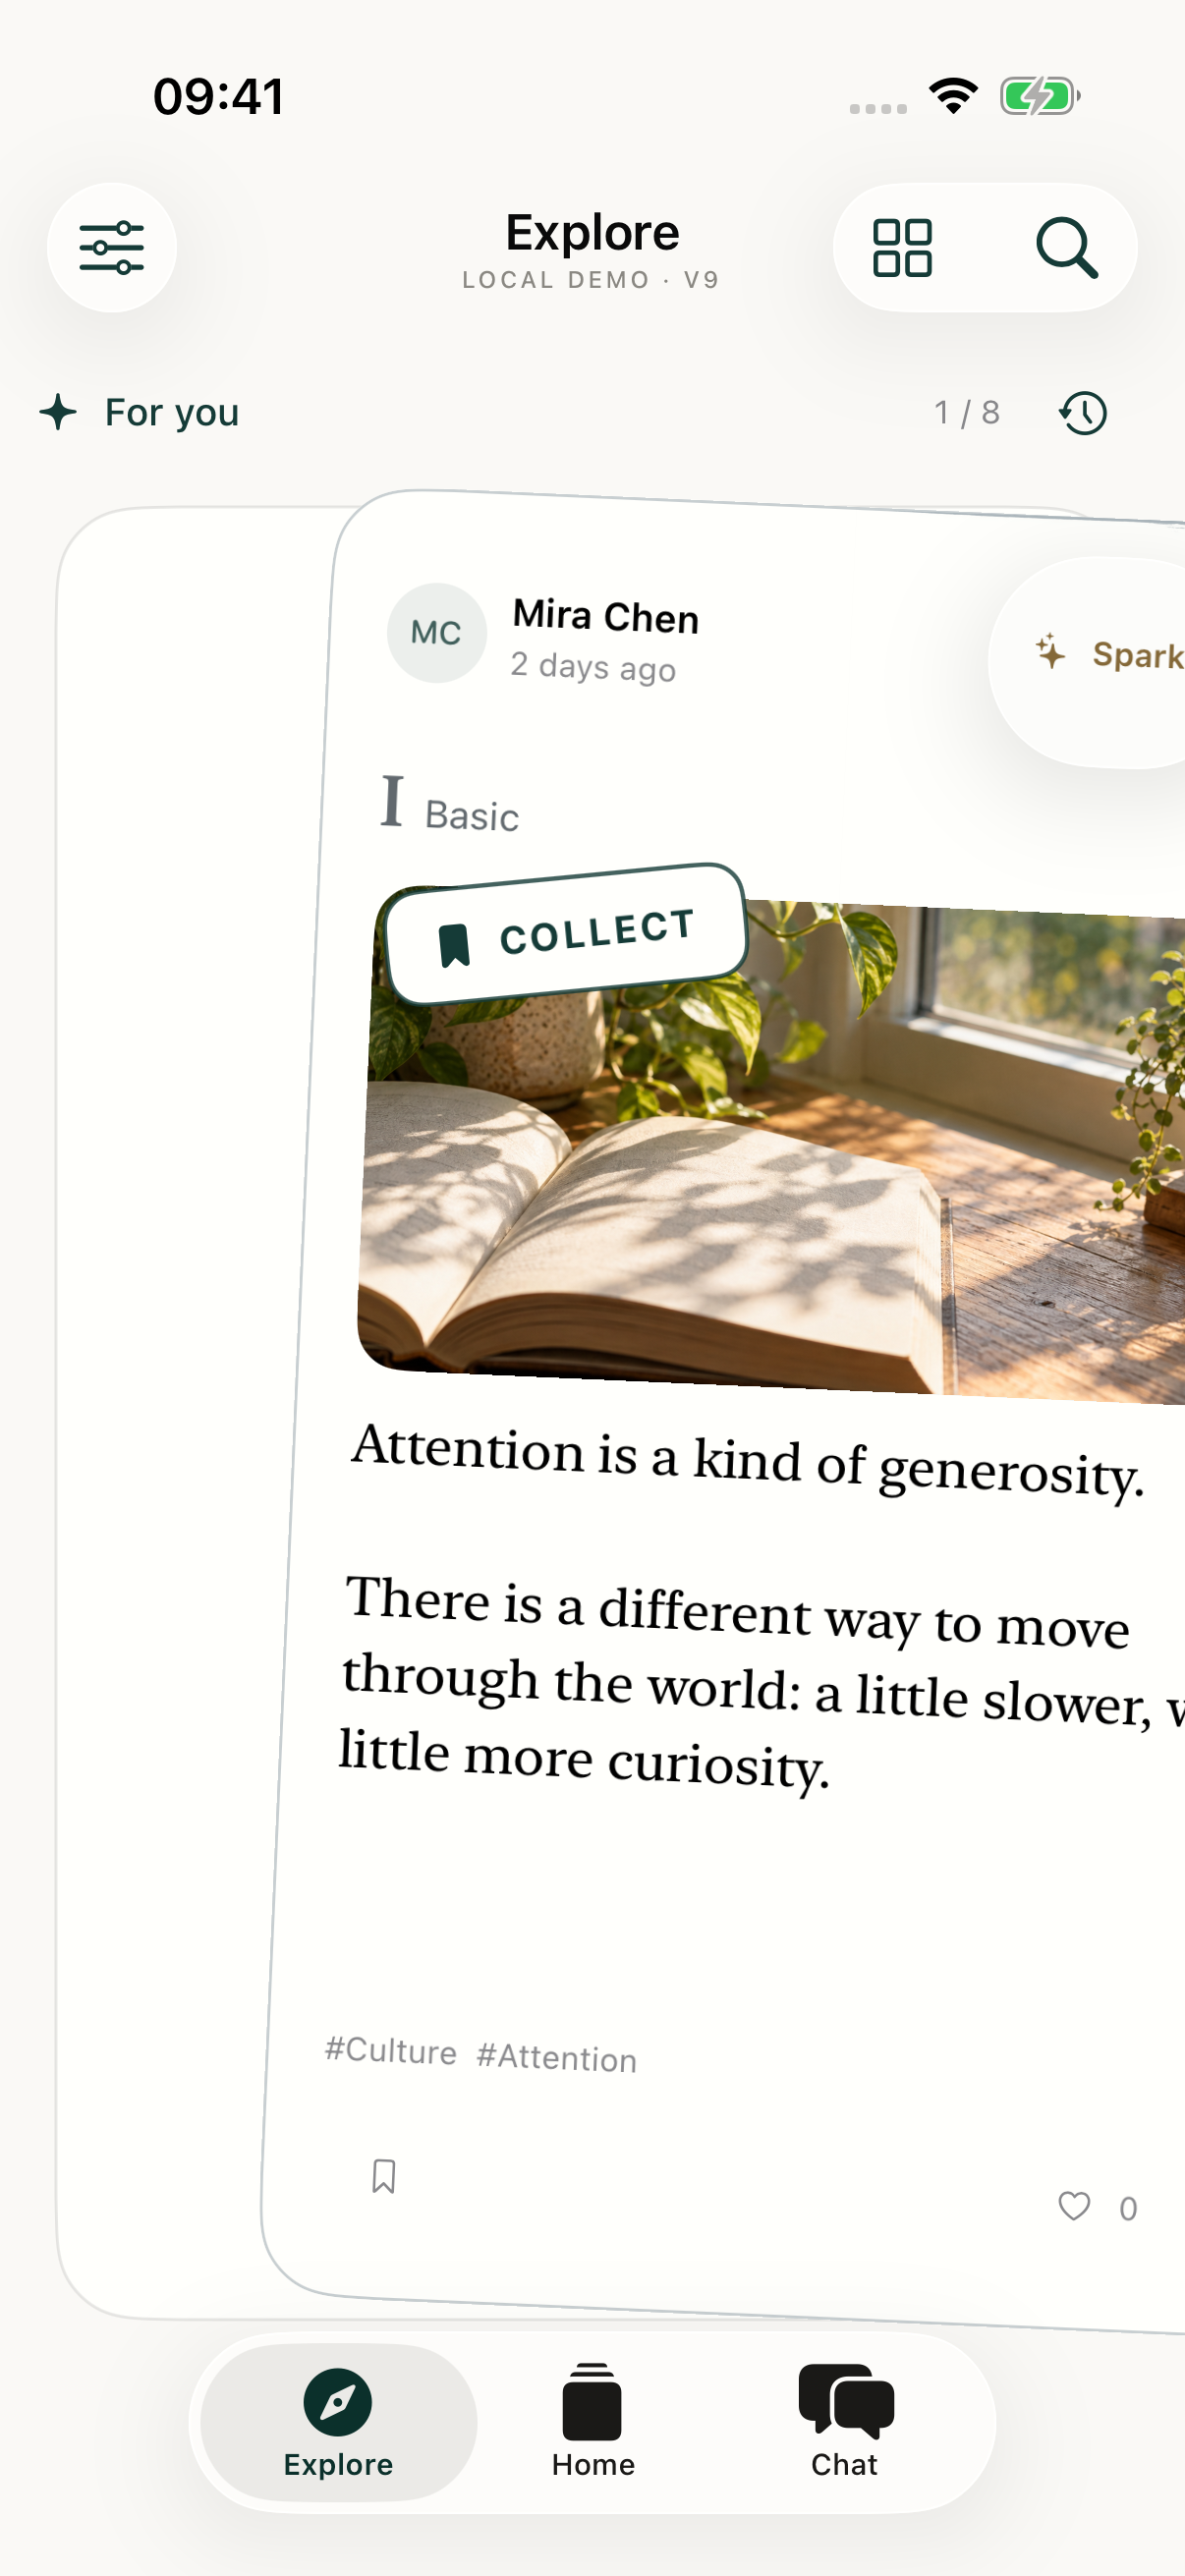 09:41
Explore
LOCAL DEMO · V9
For you
1 / 8
MC
Mira Chen
2 days ago
Spark
I Basic
COLLECT
Attention is a kind of generosity.
There is a different way to move
through the world: a little slower,
little more curiosity.
#Culture #Attention
0
Explore
Home
Chat